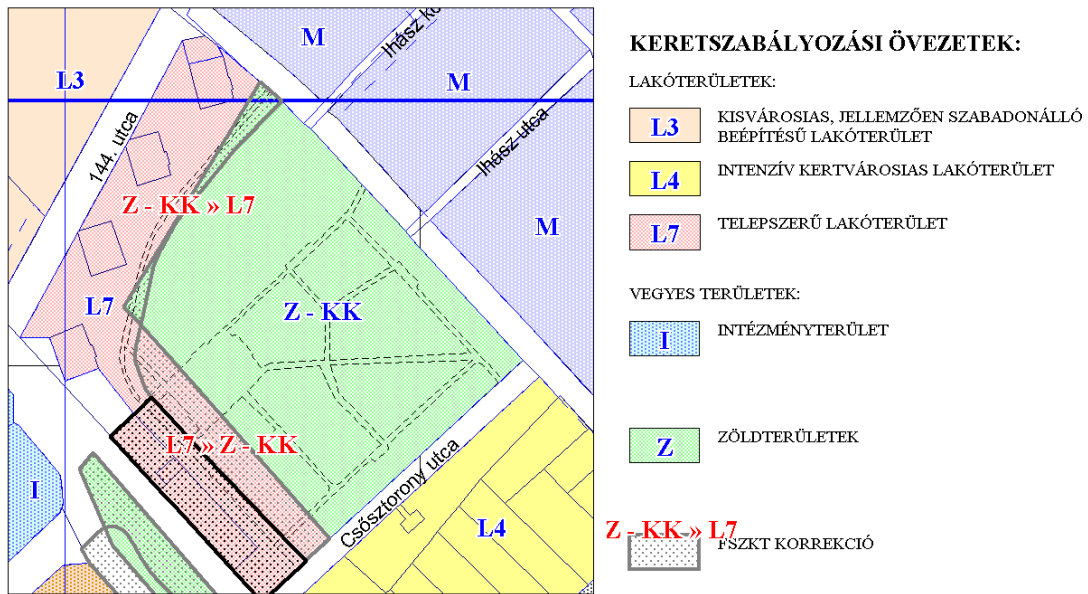 M
Ihász kö
L3
M
144. utca
Ihász utca
Z - KK » L7
M
L7
Z - KK
L7 » Z - KK
Csősztorony utca
I
L4
KERETSZABÁLYOZÁSI ÖVEZETEK:
LAKÓTERÜLETEK:
L3 KISVÁROSIAS, JELLEMZŐEN SZABADONÁLLÓ
BEÉPÍTÉSŰ LAKÓTERÜLET
L4 INTENZÍV KERTVÁROSIAS LAKÓTERÜLET
L7 TELEPSZERŰ LAKÓTERÜLET
VEGYES TERÜLETEK:
I INTÉZMÉNYTERÜLET
Z ZÖLDTERÜLETEK
Z - KK » L7
FSZKT KORREKCIÓ